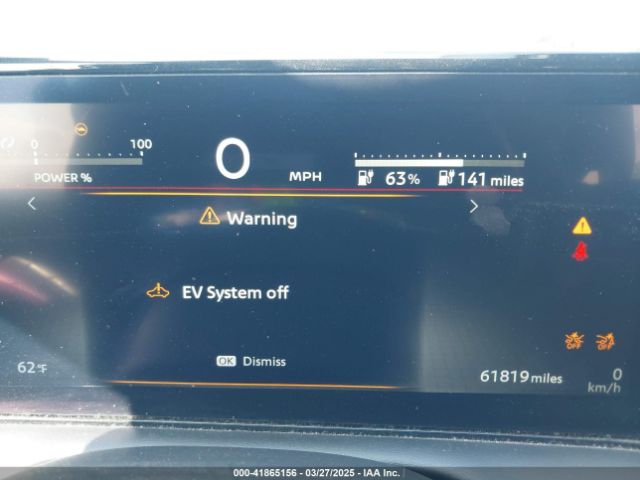 0 100
POWER %
0 MPH
63% 141 miles
Warning
EV System off
OK Dismiss
OFF OFF
62°F
61819 miles
0
km/h
000-41865156 - 03/27/2025 - IAA Inc.